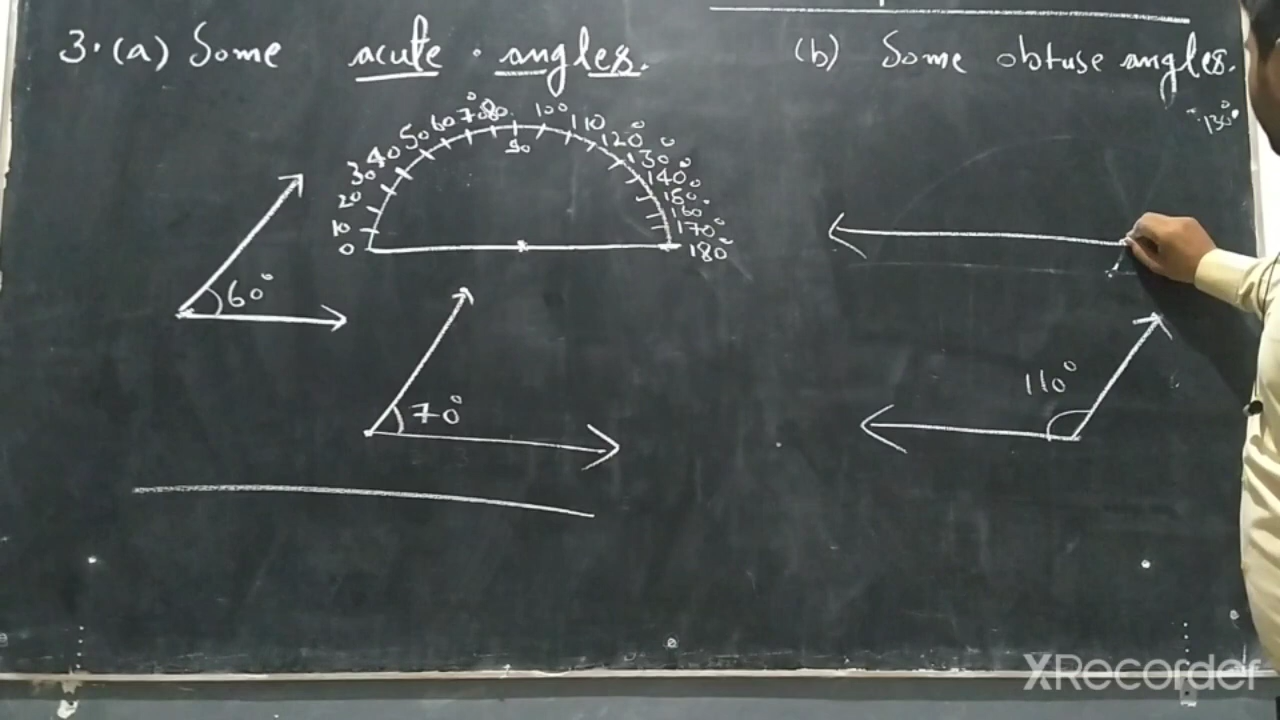 3. (a) Some acute angles.
(b) Some obtuse angles.
130°
0 10 20 30 40 50 60 70° 80 90 100 110 120° 130° 140° 150° 160 170° 180°
60°
70°
110°
XRecorder